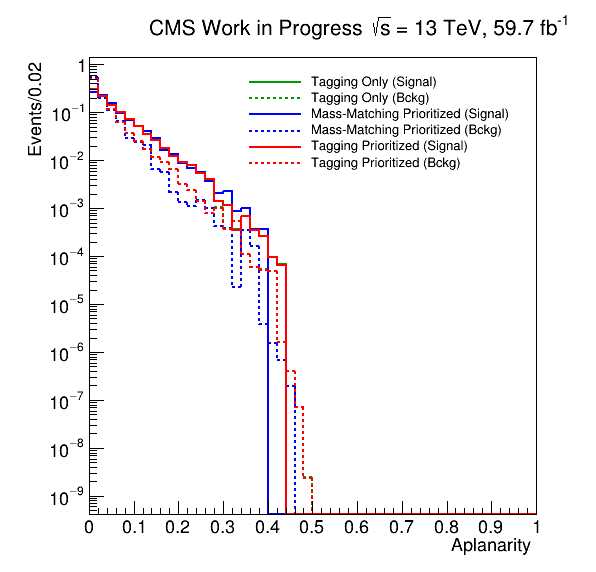 CMS Work in Progress √s = 13 TeV, 59.7 fb⁻¹
Events/0.02
Tagging Only (Signal)
Tagging Only (Bckg)
Mass-Matching Prioritized (Signal)
Mass-Matching Prioritized (Bckg)
Tagging Prioritized (Signal)
Tagging Prioritized (Bckg)
1
10⁻¹
10⁻²
10⁻³
10⁻⁴
10⁻⁵
10⁻⁶
10⁻⁷
10⁻⁸
10⁻⁹
0 0.1 0.2 0.3 0.4 0.5 0.6 0.7 0.8 0.9 1
Aplanarity